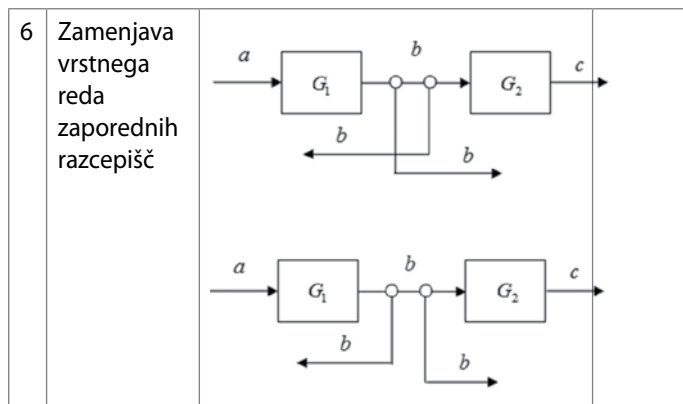 6
Zamenjava
vrstnega
reda
zaporednih
razcepišč
a
G₁
b
G₂
c
b
b
a
G₁
b
G₂
c
b
b